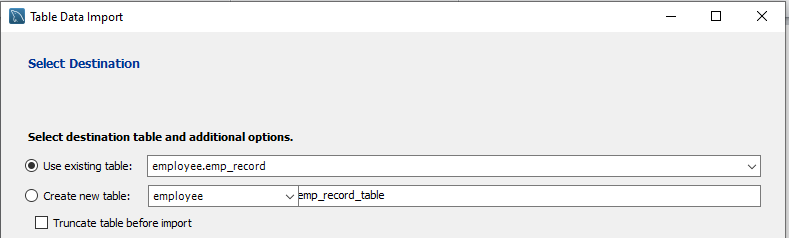 Table Data Import
Select Destination
Select destination table and additional options.
Use existing table: employee.emp_record
Create new table: employee emp_record_table
Truncate table before import